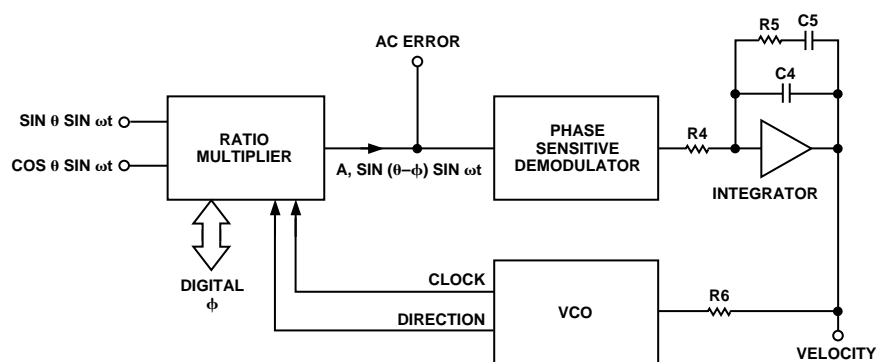 R5
C5
AC ERROR
C4
SIN θ SIN ωt
COS θ SIN ωt
RATIO
MULTIPLIER
PHASE
SENSITIVE
DEMODULATOR
R4
A, SIN (θ–ϕ) SIN ωt
INTEGRATOR
DIGITAL
ϕ
CLOCK
DIRECTION
VCO
R6
VELOCITY